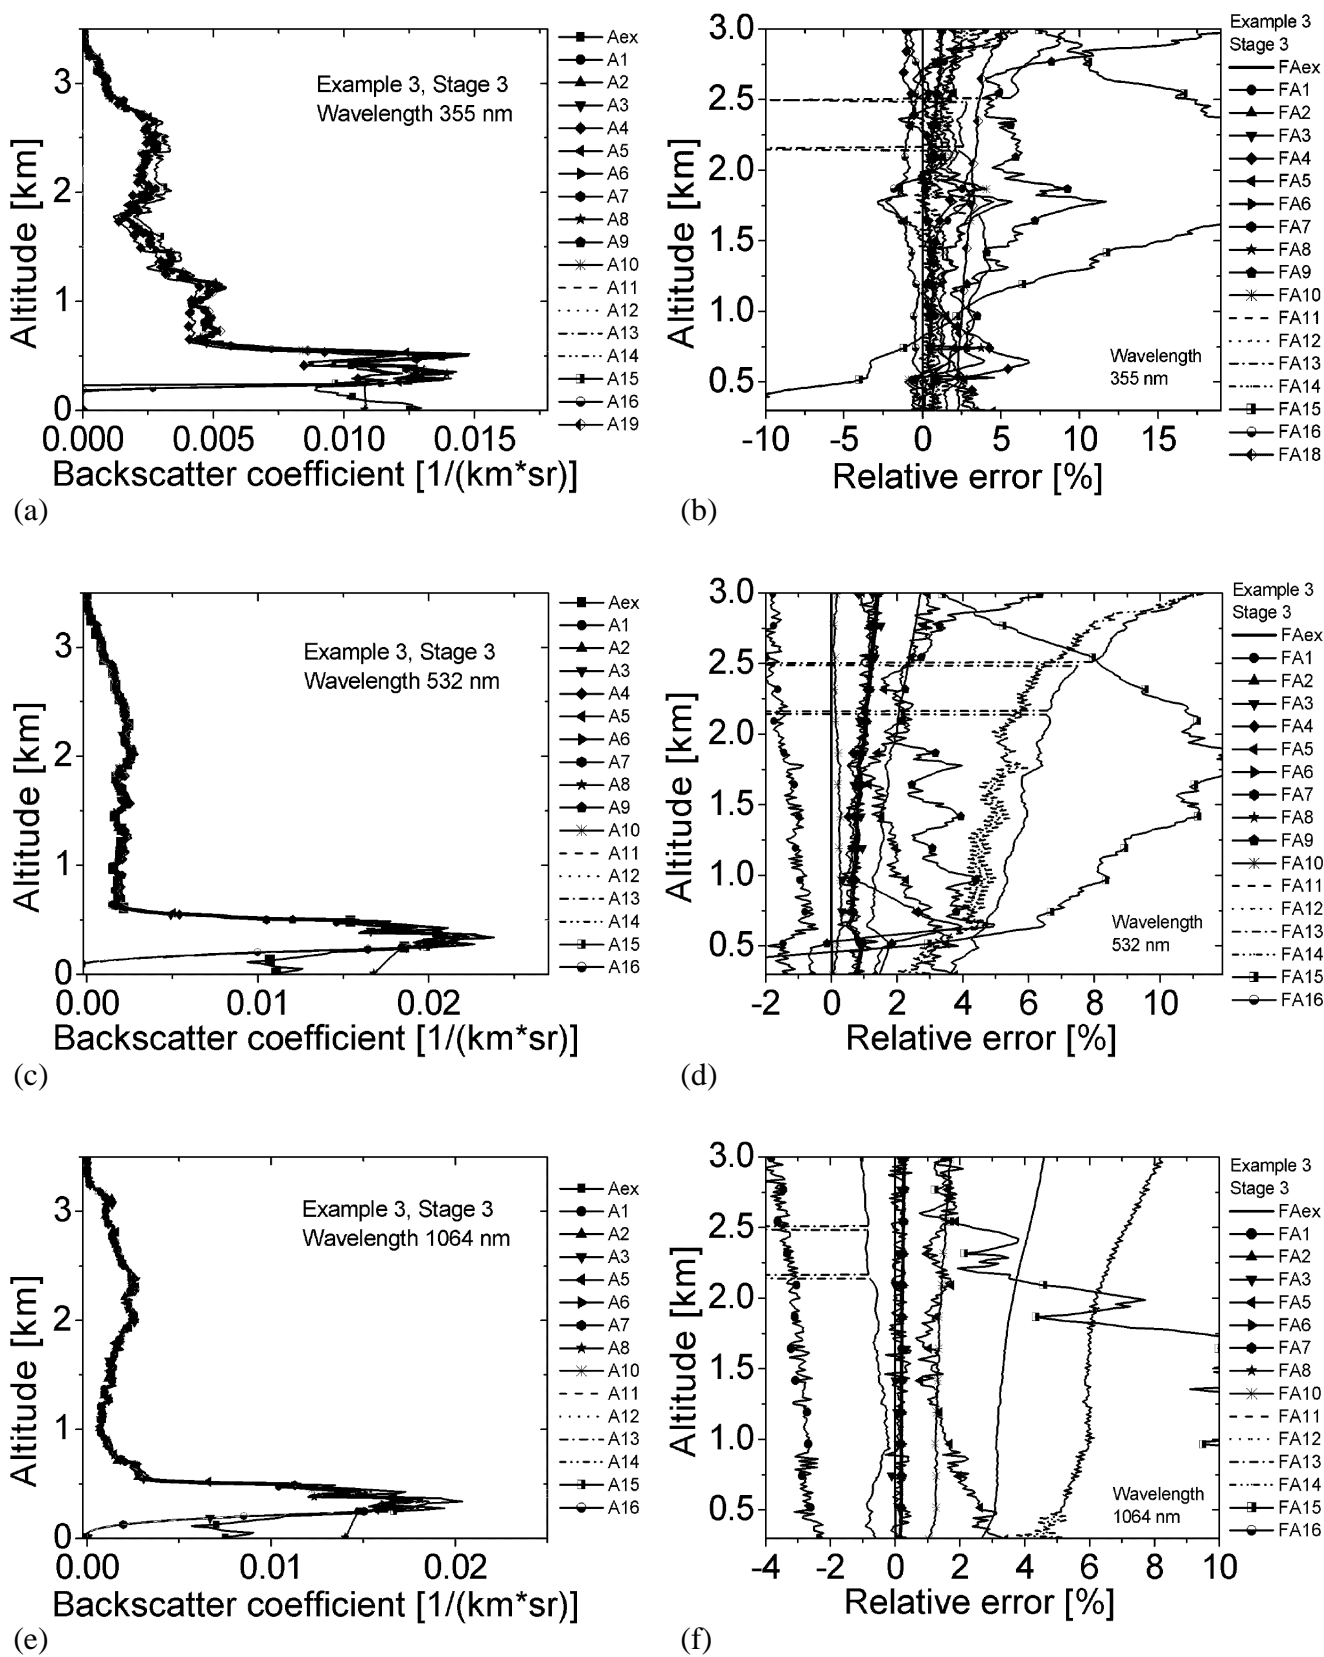 Altitude [km]
3
2
1
0
0.000 0.005 0.010 0.015
Backscatter coefficient [1/(km*sr)]
Example 3, Stage 3
Wavelength 355 nm
Aex
A1
A2
A3
A4
A5
A6
A7
A8
A9
A10
A11
A12
A13
A14
A15
A16
A19
(a)
Altitude [km]
3.0
2.5
2.0
1.5
1.0
0.5
-10 -5 0 5 10 15
Relative error [%]
Wavelength
355 nm
Example 3
Stage 3
FAex
FA1
FA2
FA3
FA4
FA5
FA6
FA7
FA8
FA9
FA10
FA11
FA12
FA13
FA14
FA15
FA16
FA18
(b)
Altitude [km]
3
2
1
0
0.00 0.01 0.02
Backscatter coefficient [1/(km*sr)]
Example 3, Stage 3
Wavelength 532 nm
Aex
A1
A2
A3
A4
A5
A6
A7
A8
A9
A10
A11
A12
A13
A14
A15
A16
(c)
Altitude [km]
3.0
2.5
2.0
1.5
1.0
0.5
-2 0 2 4 6 8 10
Relative error [%]
Wavelength
532 nm
Example 3
Stage 3
FAex
FA1
FA2
FA3
FA4
FA5
FA6
FA7
FA8
FA9
FA10
FA11
FA12
FA13
FA14
FA15
FA16
(d)
Altitude [km]
3
2
1
0
0.00 0.01 0.02
Backscatter coefficient [1/(km*sr)]
Example 3, Stage 3
Wavelength 1064 nm
Aex
A1
A2
A3
A5
A6
A7
A8
A10
A11
A12
A13
A14
A15
A16
(e)
Altitude [km]
3.0
2.5
2.0
1.5
1.0
0.5
-4 -2 0 2 4 6 8 10
Relative error [%]
Wavelength
1064 nm
Example 3
Stage 3
FAex
FA1
FA2
FA3
FA5
FA6
FA7
FA8
FA10
FA11
FA12
FA13
FA14
FA15
FA16
(f)